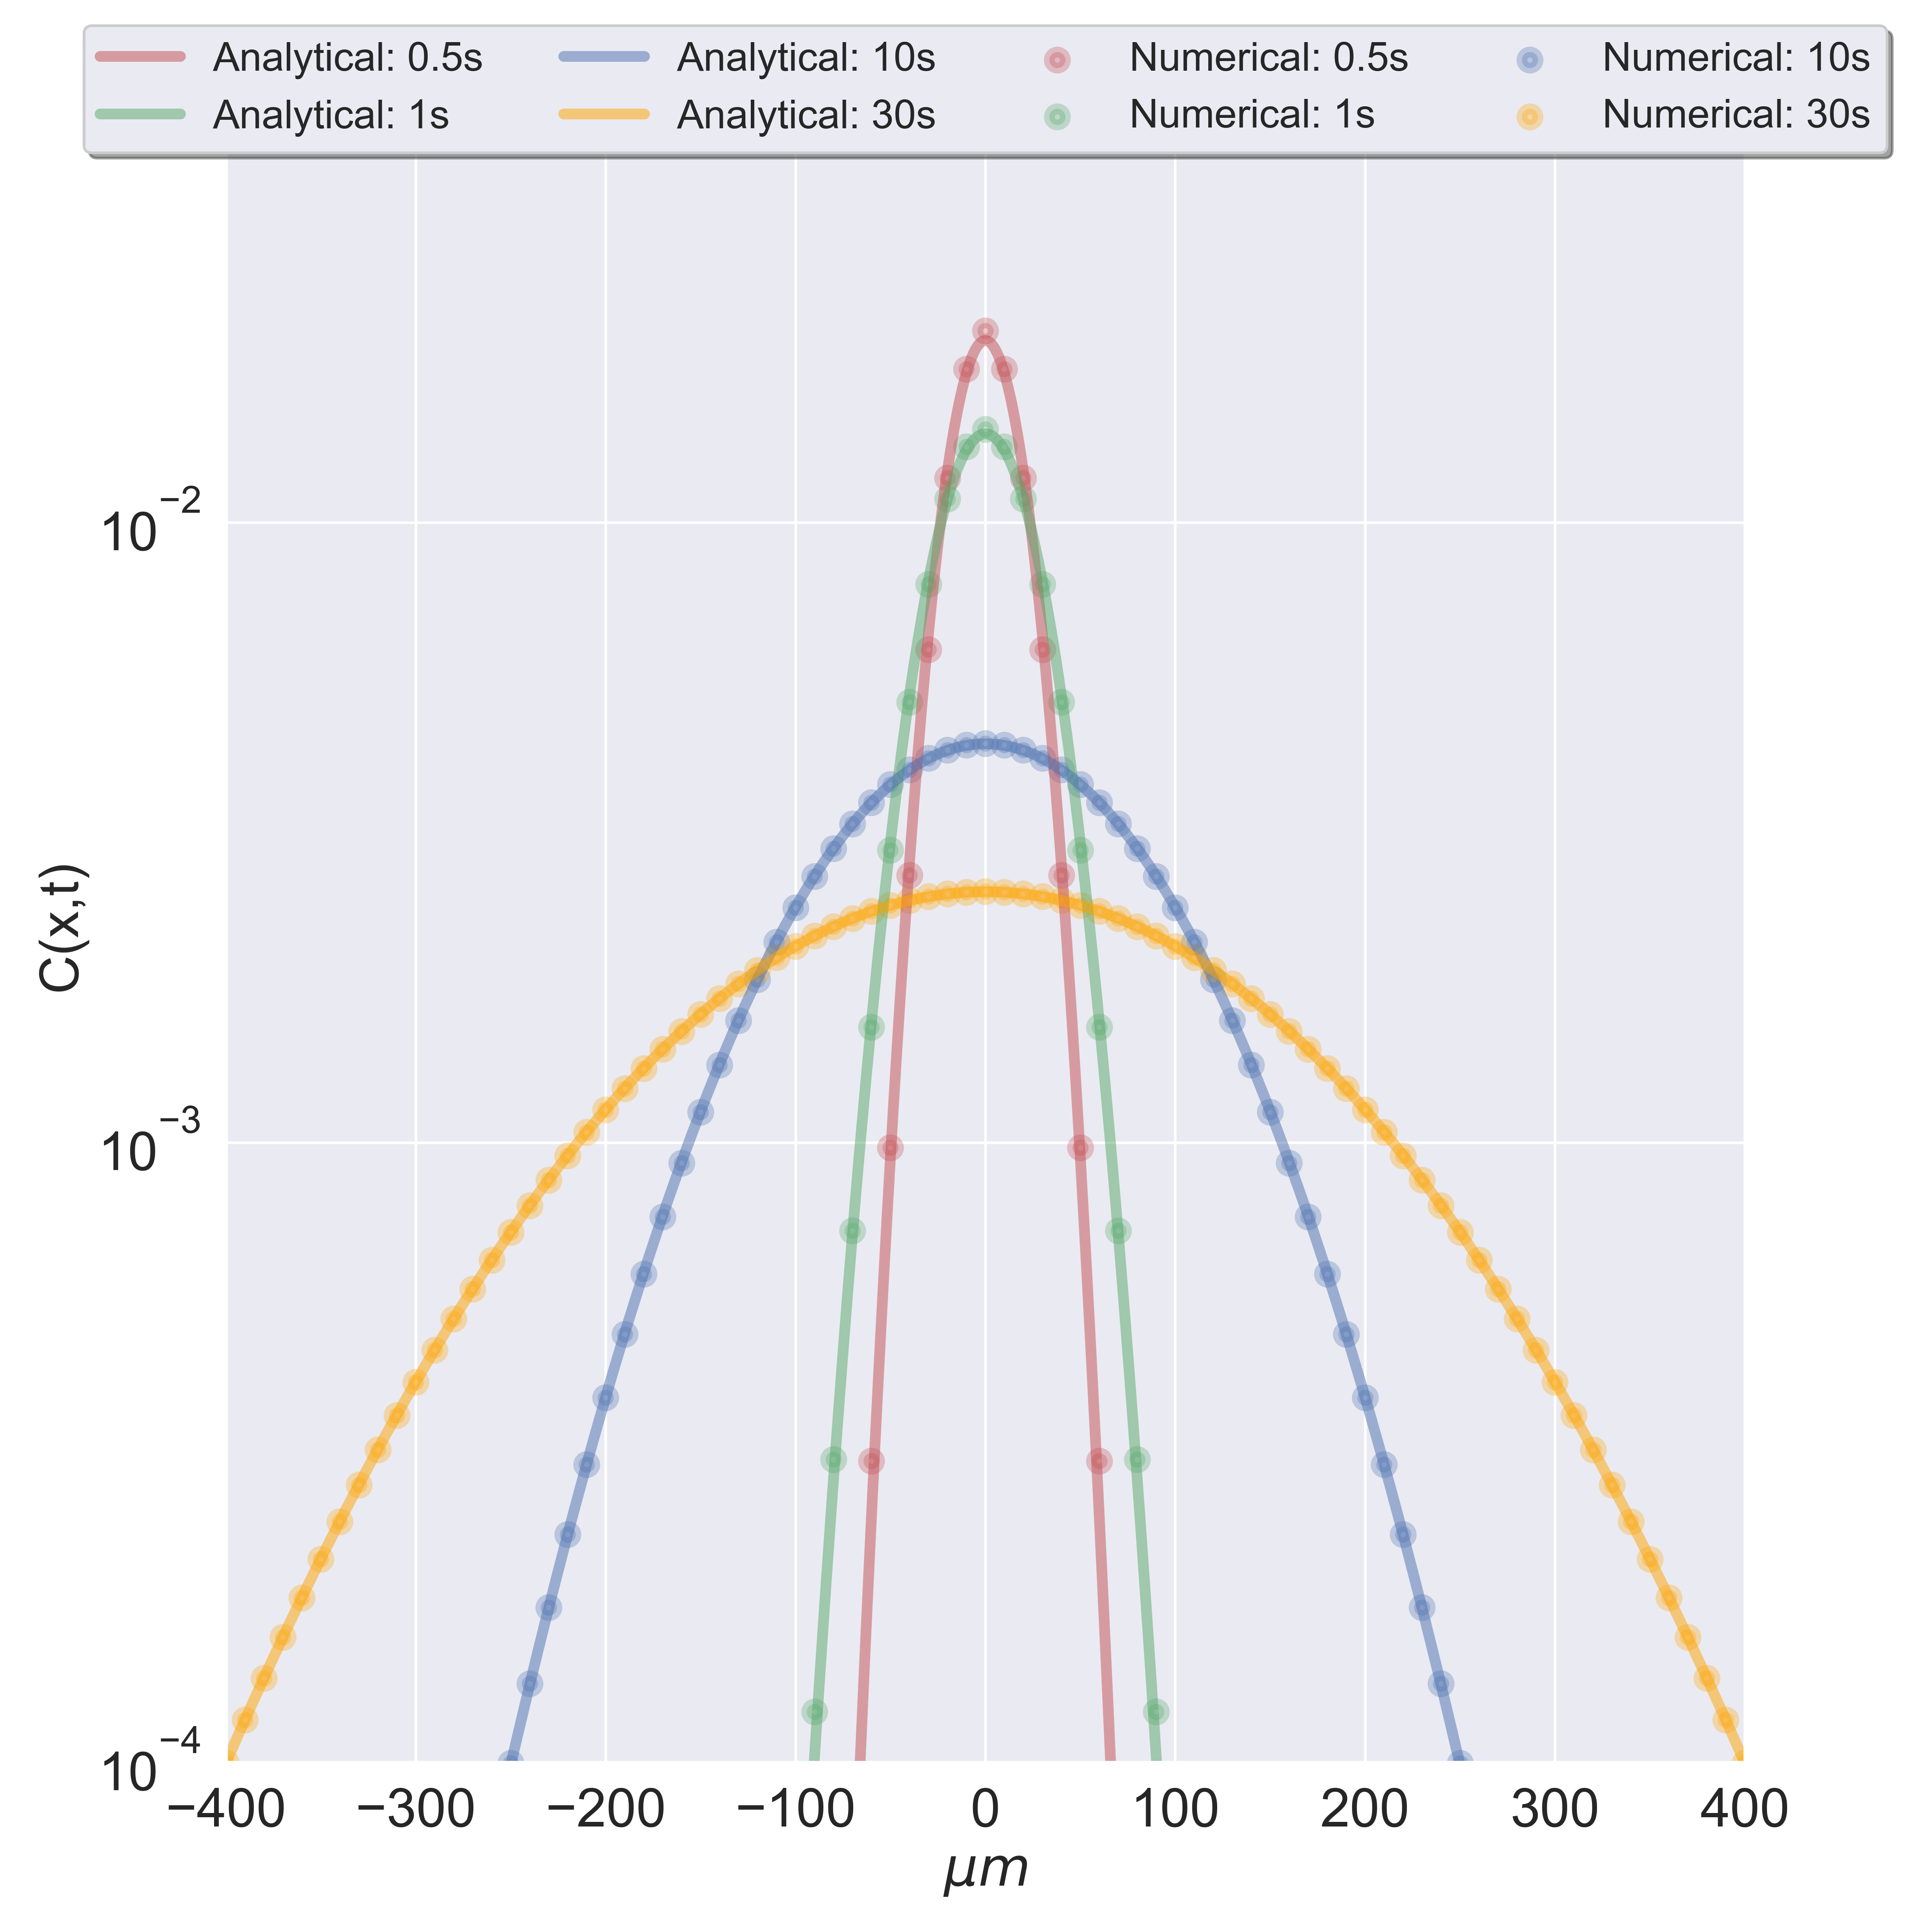 Analytical: 0.5s
Analytical: 10s
Numerical: 0.5s
Numerical: 10s
Analytical: 1s
Analytical: 30s
Numerical: 1s
Numerical: 30s
10⁻²
10⁻³
10⁻⁴
C(x,t)
−400
−300
−200
−100
0
100
200
300
400
μm